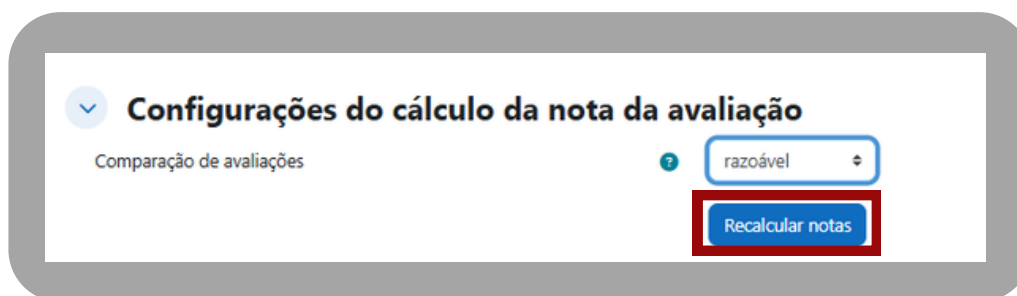 Configurações do cálculo da nota da avaliação
Comparação de avaliações ? razoável
Recalcular notas